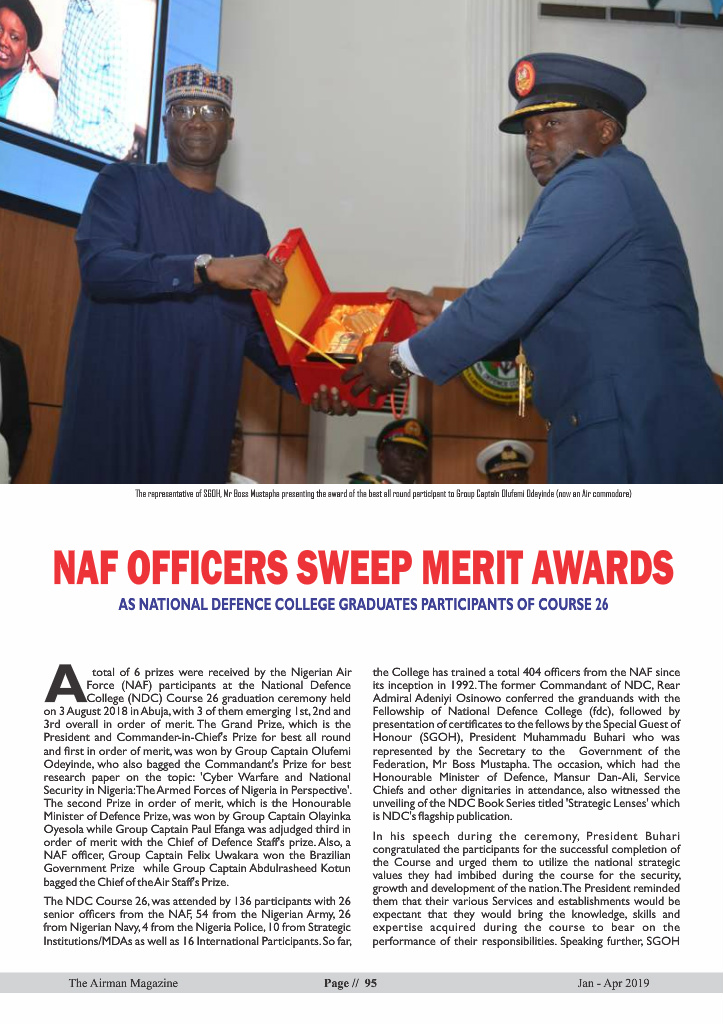 The representative of SGOH, Mr Boss Mustapha presenting the award of the best all round participant to Group Captain Olufemi Odeyinde (now an Air commodore)
NAF OFFICERS SWEEP MERIT AWARDS
AS NATIONAL DEFENCE COLLEGE GRADUATES PARTICIPANTS OF COURSE 26
A total of 6 prizes were received by the Nigerian Air
Force (NAF) participants at the National Defence
College (NDC) Course 26 graduation ceremony held
on 3 August 2018 in Abuja, with 3 of them emerging 1st, 2nd and
3rd overall in order of merit. The Grand Prize, which is the
President and Commander-in-Chief's Prize for best all round
and first in order of merit, was won by Group Captain Olufemi
Odeyinde, who also bagged the Commandant's Prize for best
research paper on the topic: 'Cyber Warfare and National
Security in Nigeria:The Armed Forces of Nigeria in Perspective'.
The second Prize in order of merit, which is the Honourable
Minister of Defence Prize, was won by Group Captain Olayinka
Oyesola while Group Captain Paul Efanga was adjudged third in
order of merit with the Chief of Defence Staff's prize. Also, a
NAF officer, Group Captain Felix Uwakara won the Brazilian
Government Prize while Group Captain Abdulrasheed Kotun
bagged the Chief of the Air Staff's Prize.
The NDC Course 26, was attended by 136 participants with 26
senior officers from the NAF, 54 from the Nigerian Army, 26
from Nigerian Navy, 4 from the Nigeria Police, 10 from Strategic
Institutions/MDAs as well as 16 International Participants. So far,
the College has trained a total 404 officers from the NAF since
its inception in 1992. The former Commandant of NDC, Rear
Admiral Adeniyi Osinowo conferred the granduands with the
Fellowship of National Defence College (fdc), followed by
presentation of certificates to the fellows by the Special Guest of
Honour (SGOH), President Muhammadu Buhari who was
represented by the Secretary to the Government of the
Federation, Mr Boss Mustapha. The occasion, which had the
Honourable Minister of Defence, Mansur Dan-Ali, Service
Chiefs and other dignitaries in attendance, also witnessed the
unveiling of the NDC Book Series titled 'Strategic Lenses' which
is NDC's flagship publication.
In his speech during the ceremony, President Buhari
congratulated the participants for the successful completion of
the Course and urged them to utilize the national strategic
values they had imbibed during the course for the security,
growth and development of the nation.The President reminded
them that their various Services and establishments would be
expectant that they would bring the knowledge, skills and
expertise acquired during the course to bear on the
performance of their responsibilities. Speaking further, SGOH
The Airman Magazine
Page // 95
Jan - Apr 2019